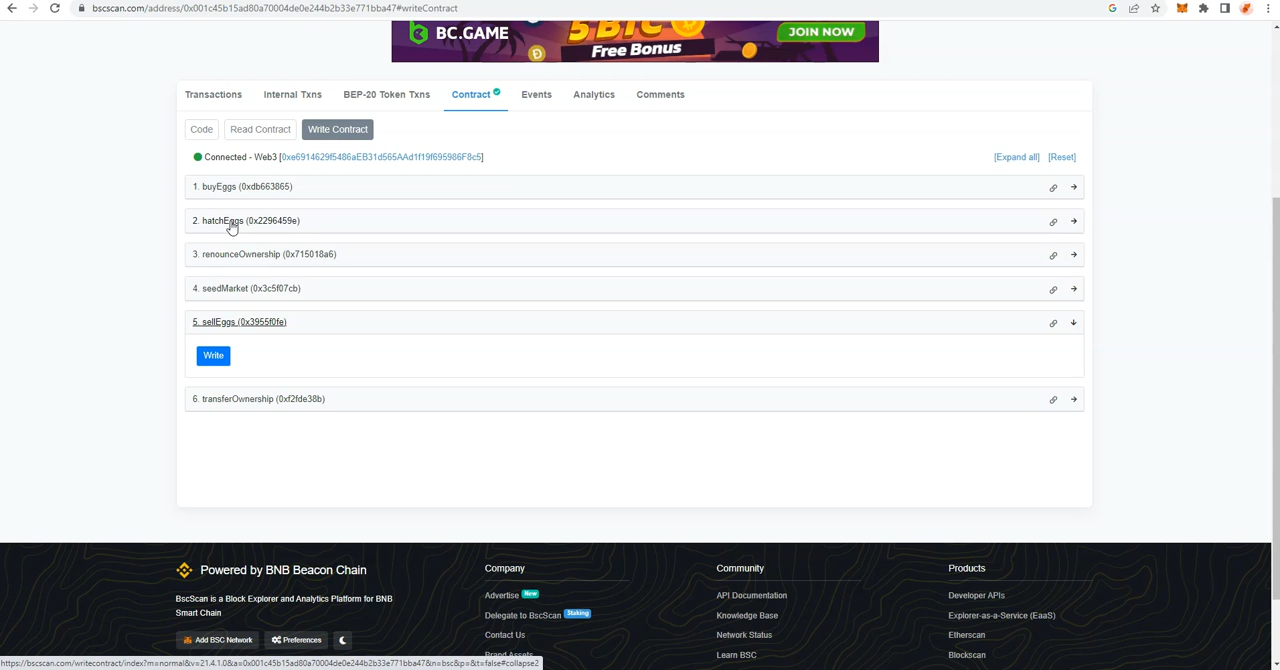 bscscan.com/address/0x001c45b15ad80a70004de0e244b2b33e771bba47#writeContract
BC.GAME
5 BTC
Free Bonus
JOIN NOW
Transactions Internal Txns BEP-20 Token Txns Contract Events Analytics Comments
Code Read Contract Write Contract
Connected - Web3 [0xe6914629f5486aEB31d565AAd1f19f695986F8c5] [Expand all] [Reset]
1. buyEggs (0xdb663865)
2. hatchEggs (0x2296459e)
3. renounceOwnership (0x715018a6)
4. seedMarket (0x3c5f07cb)
5. sellEggs (0x3955f0fe)
Write
6. transferOwnership (0xf2fde38b)
Powered by BNB Beacon Chain
BscScan is a Block Explorer and Analytics Platform for BNB
Smart Chain
Add BSC Network Preferences
Company
Advertise New
Delegate to BscScan Staking
Contact Us
Brand Assets
Community
API Documentation
Knowledge Base
Network Status
Learn BSC
Products
Developer APIs
Explorer-as-a-Service (EaaS)
Etherscan
Blockscan
https://bscscan.com/writecontract/index?m=normal&v=21.4.1.0&a=0x001c45b15ad80a70004de0e244b2b33e771bba47&n=bsc&p=&t=false#collapse2